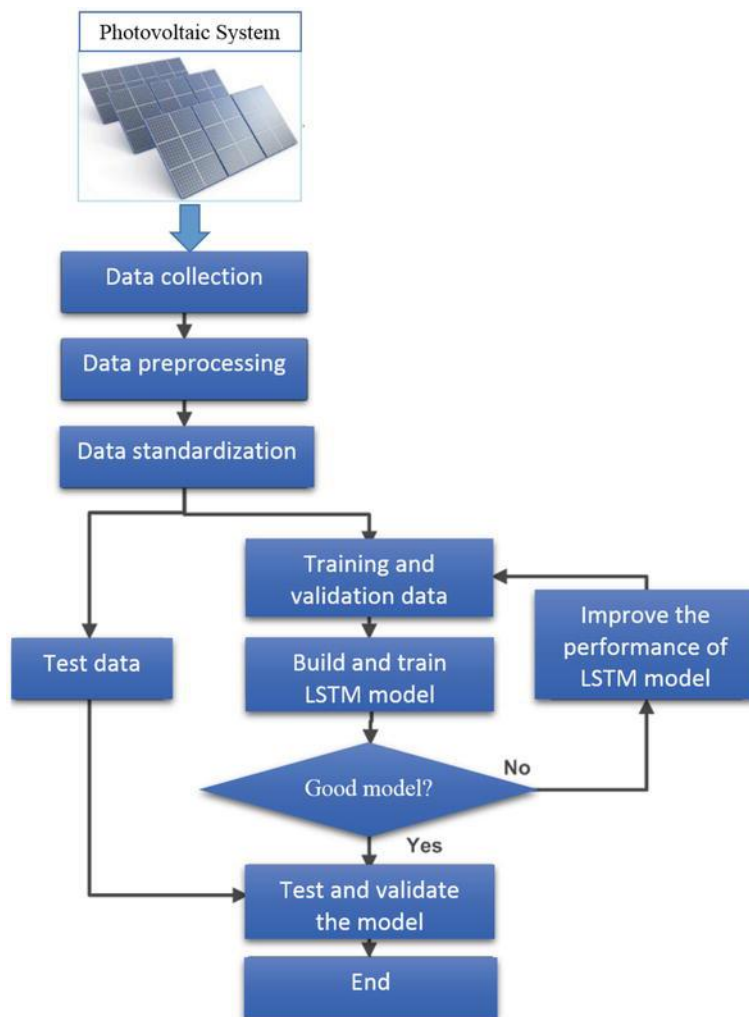 Photovoltaic System
Data collection
Data preprocessing
Data standardization
Training and
validation data
Improve the
performance of
LSTM model
Test data
Build and train
LSTM model
No
Good model?
Yes
Test and validate
the model
End